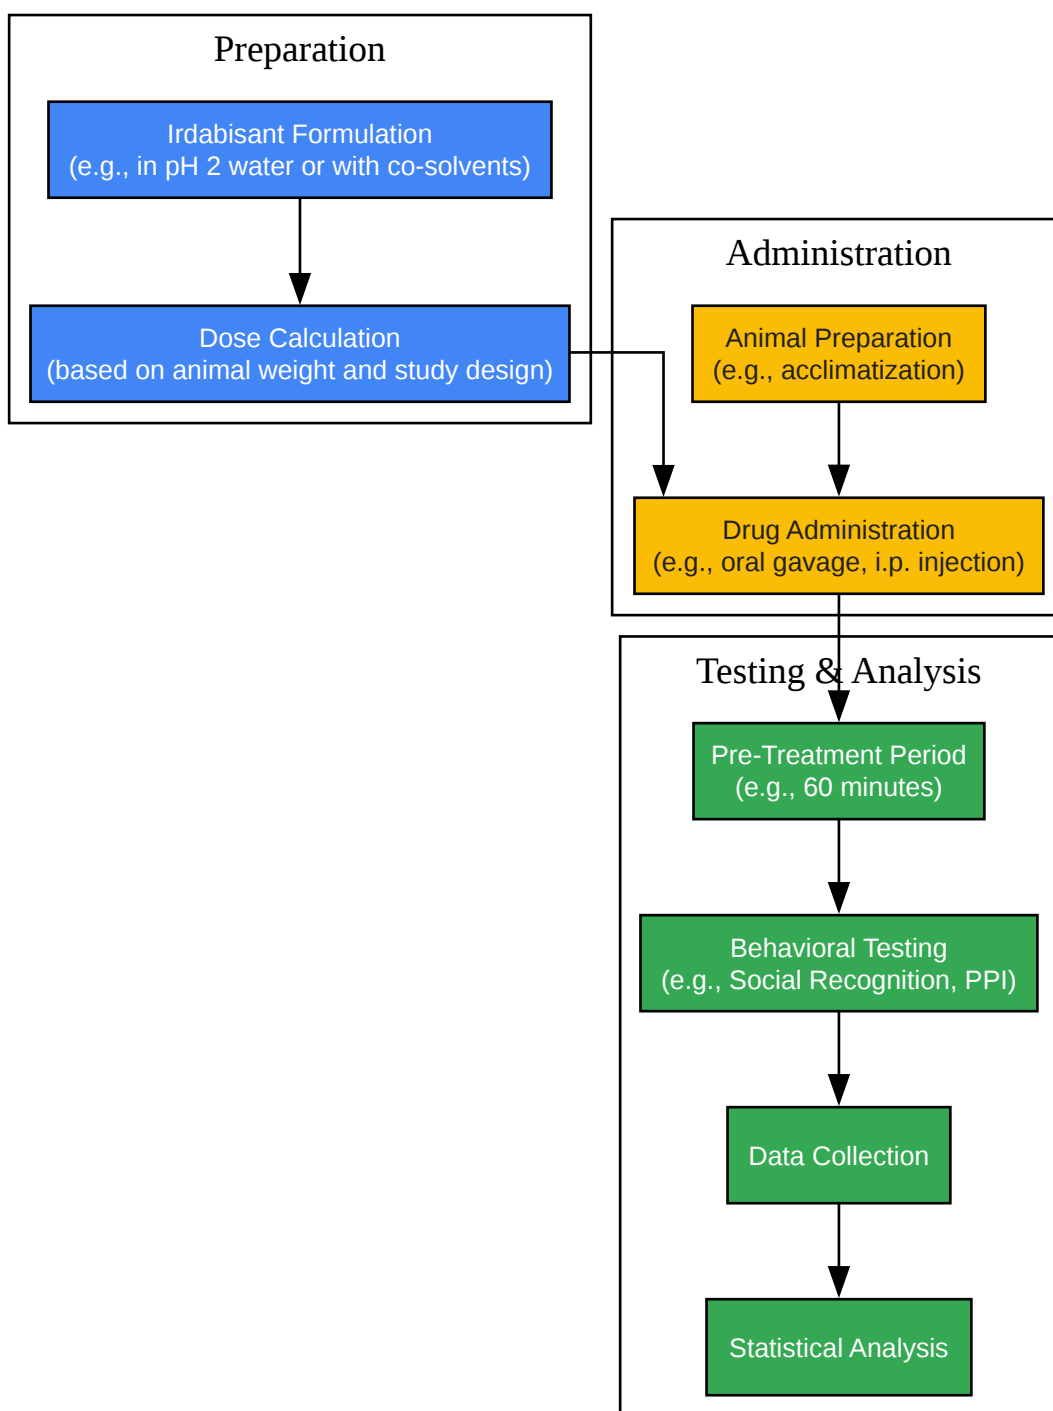 Preparation
Irdabisant Formulation
(e.g., in pH 2 water or with co-solvents)
Dose Calculation
(based on animal weight and study design)
Administration
Animal Preparation
(e.g., acclimatization)
Drug Administration
(e.g., oral gavage, i.p. injection)
Testing & Analysis
Pre-Treatment Period
(e.g., 60 minutes)
Behavioral Testing
(e.g., Social Recognition, PPI)
Data Collection
Statistical Analysis